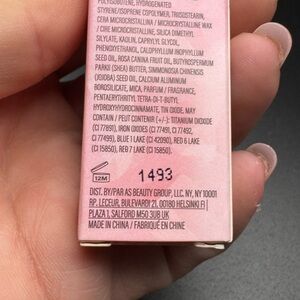 POLYISOBUTENE, HYDROGENATED
STYRENE/ISOPRENE COPOLYMER, TRIISOSTEARIN,
CERA MICROCRISTALLINA / MICROCRYSTALLINE WAX
/ CIRE MICROCRISTALLINE, SILICA DIMETHYL
SILYLATE, KAOLIN, CAPRYLYL GLYCOL,
PHENOXYETHANOL, CALOPHYLLUM INOPHYLLUM
SEED OIL, ROSA CANINA FRUIT OIL, BUTYROSPERMUM
PARKII (SHEA) BUTTER, SIMMONDSIA CHINENSIS
(JOJOBA) SEED OIL, CALCIUM ALUMINUM
BOROSILICATE, MICA, PARFUM / FRAGRANCE,
PENTAERYTHRITYL TETRA-DI-T-BUTYL
HYDROXYHYDROCINNAMATE, TIN OXIDE, MAY
CONTAIN / PEUT CONTENIR (+/-): TITANIUM DIOXIDE
(CI 77891), IRON OXIDES (CI 77491, CI 77492,
CI 77499), BLUE 1 LAKE (CI 42090), RED 6 LAKE
(CI 15850), RED 7 LAKE (CI 15850).
12M
1493
DIST. BY/PAR AS BEAUTY GROUP, LLC. NY, NY 10001
RP. LECEUR, BULEVARDI 21, 00180 HELSINKI FI
PLAZA 1, SALFORD M50 3UB UK
MADE IN CHINA / FABRIQUÉ EN CHINE